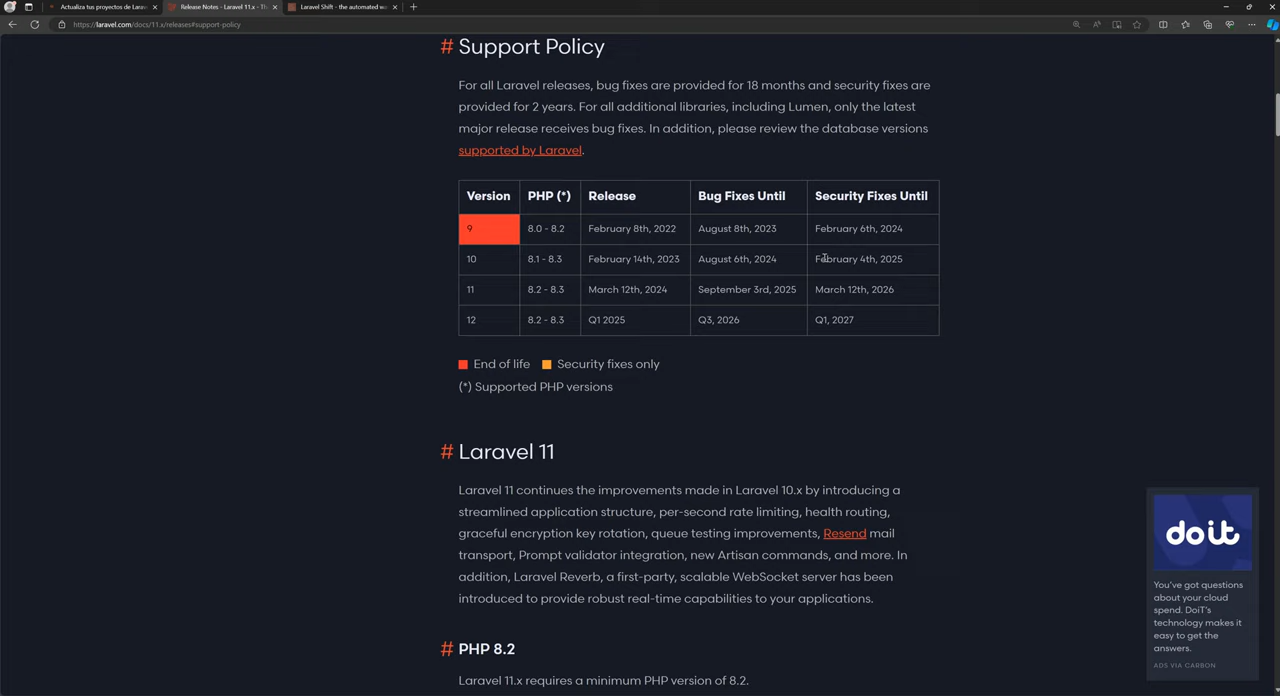 Actualiza tus proyectos de Larav
Release Notes - Laravel 11.x - Th
Laravel Shift - the automated wa
https://laravel.com/docs/11.x/releases#support-policy
# Support Policy
For all Laravel releases, bug fixes are provided for 18 months and security fixes are
provided for 2 years. For all additional libraries, including Lumen, only the latest
major release receives bug fixes. In addition, please review the database versions
supported by Laravel.
Version PHP (*) Release Bug Fixes Until Security Fixes Until
9 8.0 - 8.2 February 8th, 2022 August 8th, 2023 February 6th, 2024
10 8.1 - 8.3 February 14th, 2023 August 6th, 2024 February 4th, 2025
11 8.2 - 8.3 March 12th, 2024 September 3rd, 2025 March 12th, 2026
12 8.2 - 8.3 Q1 2025 Q3, 2026 Q1, 2027
End of life Security fixes only
(*) Supported PHP versions
# Laravel 11
Laravel 11 continues the improvements made in Laravel 10.x by introducing a
streamlined application structure, per-second rate limiting, health routing,
graceful encryption key rotation, queue testing improvements, Resend mail
transport, Prompt validator integration, new Artisan commands, and more. In
addition, Laravel Reverb, a first-party, scalable WebSocket server has been
introduced to provide robust real-time capabilities to your applications.
# PHP 8.2
Laravel 11.x requires a minimum PHP version of 8.2.
doit
You've got questions
about your cloud
spend. DoiT's
technology makes it
easy to get the
answers.
ADS VIA CARBON